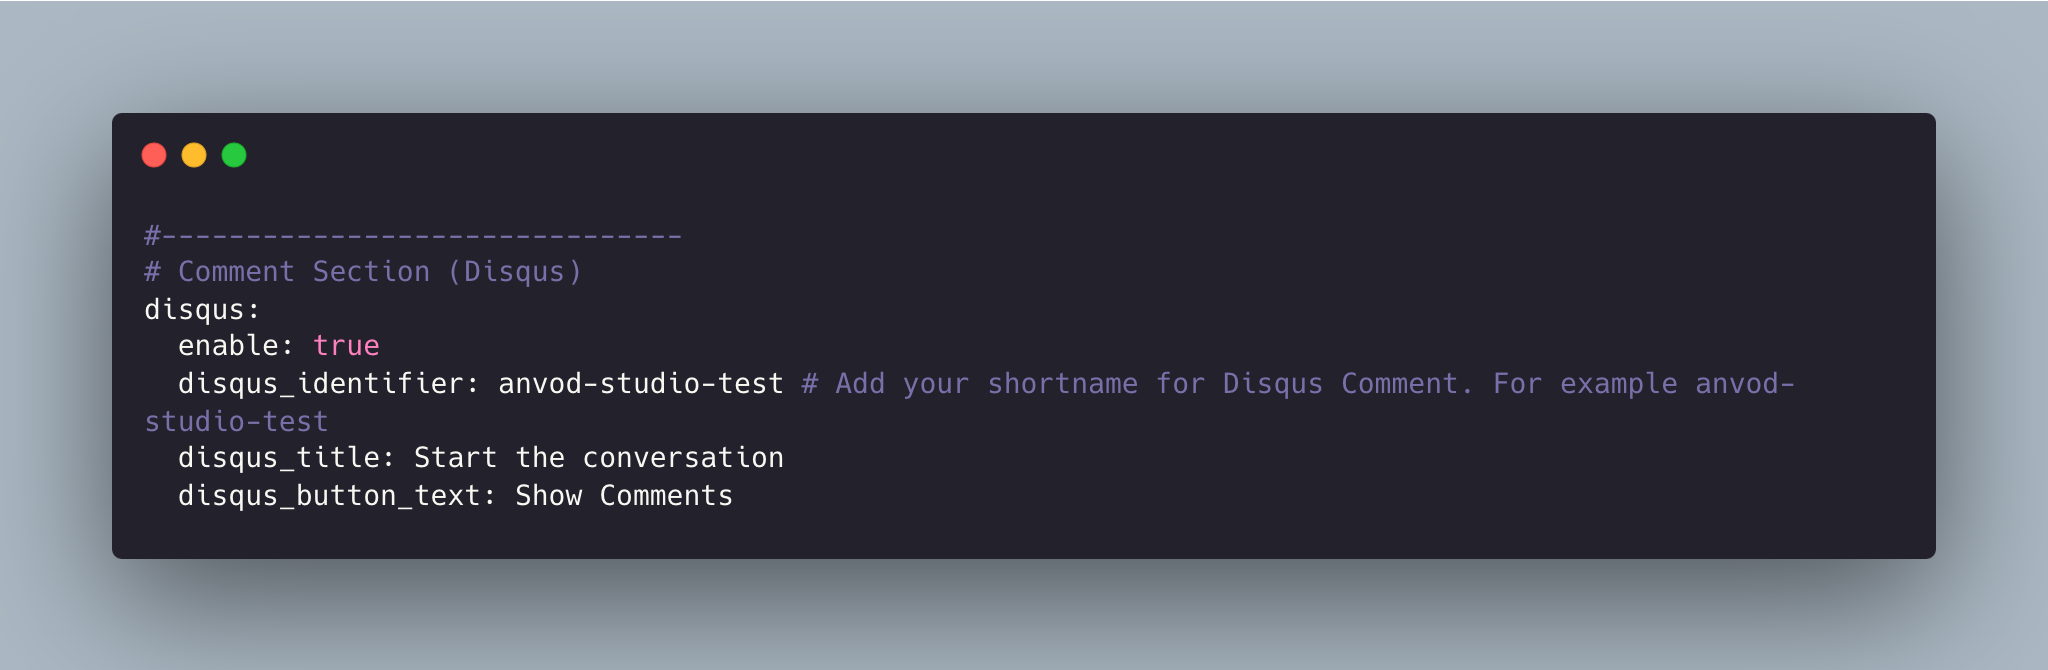 #-------------------------------
# Comment Section (Disqus)
disqus:
  enable: true
  disqus_identifier: anvod-studio-test # Add your shortname for Disqus Comment. For example anvod-
studio-test
  disqus_title: Start the conversation
  disqus_button_text: Show Comments